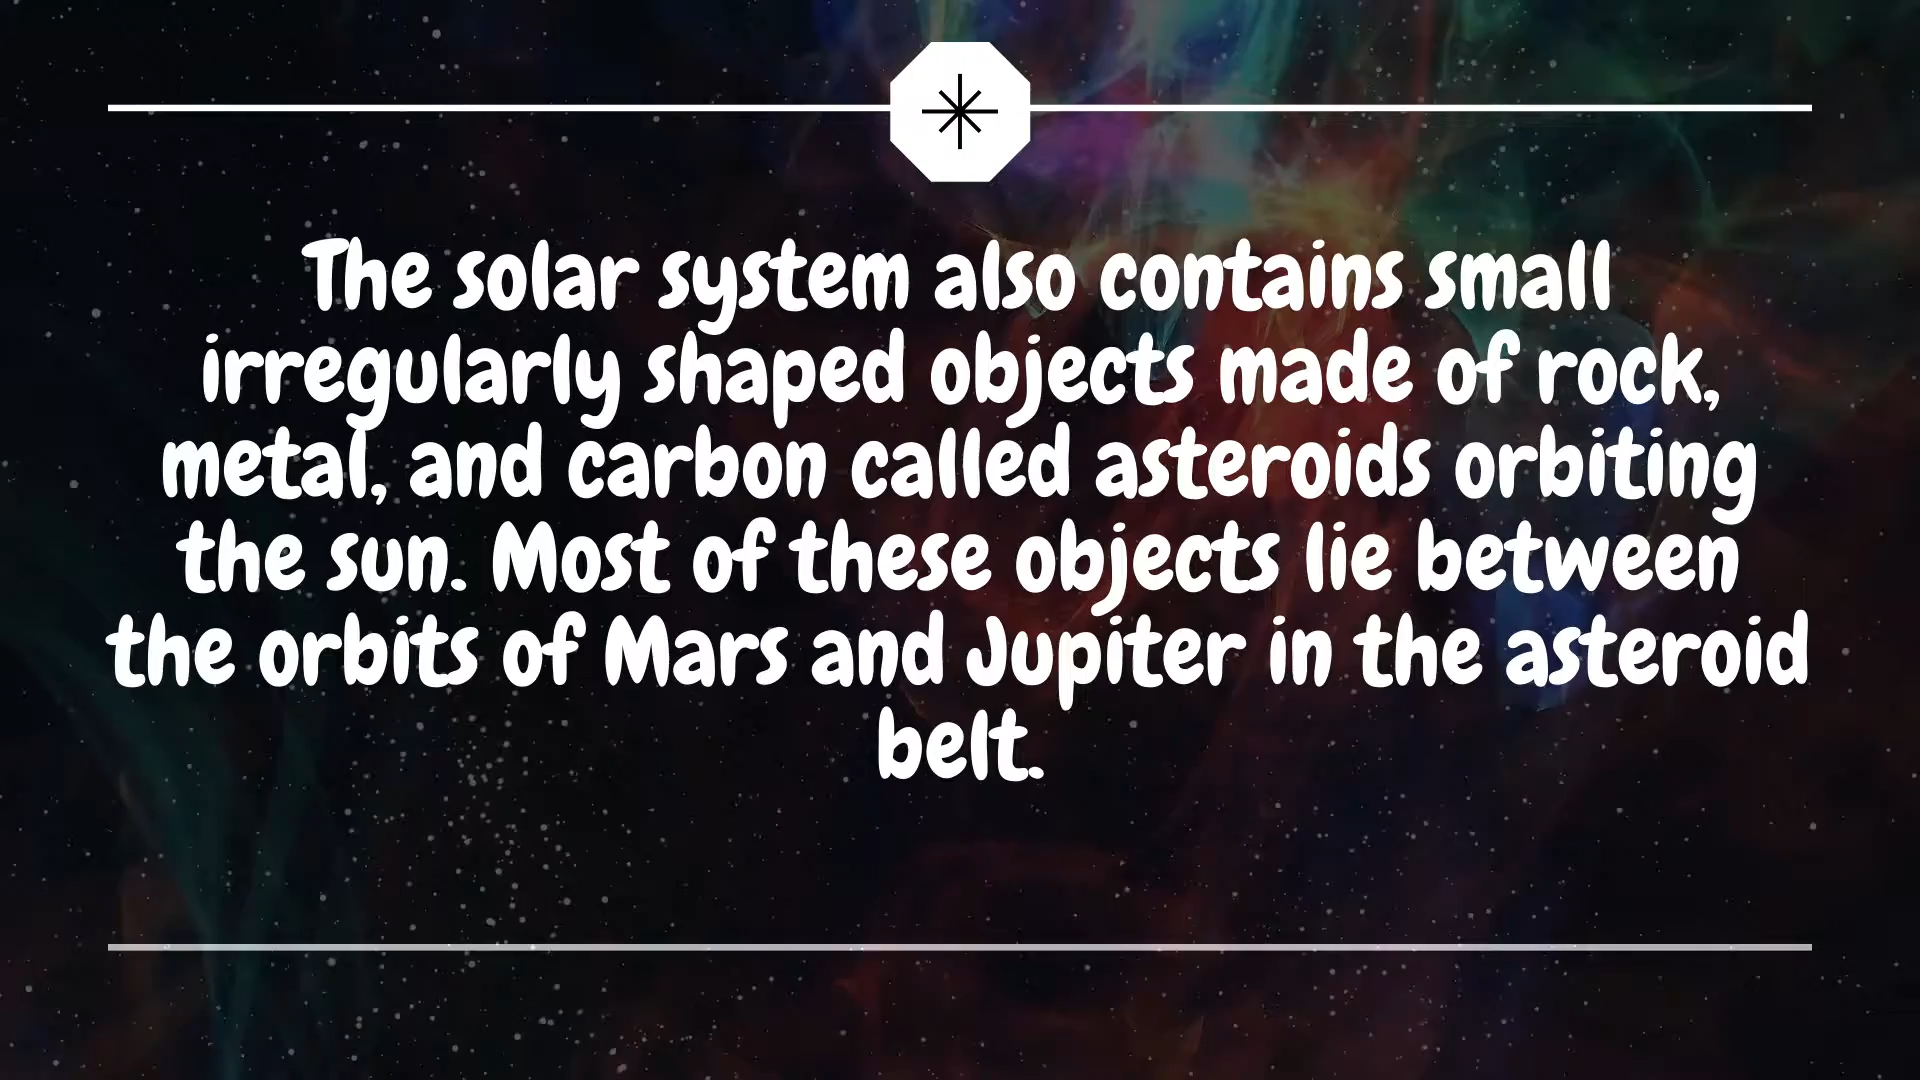 The solar system also contains small
irregularly shaped objects made of rock,
metal, and carbon called asteroids orbiting
the sun. Most of these objects lie between
the orbits of Mars and Jupiter in the asteroid
belt.